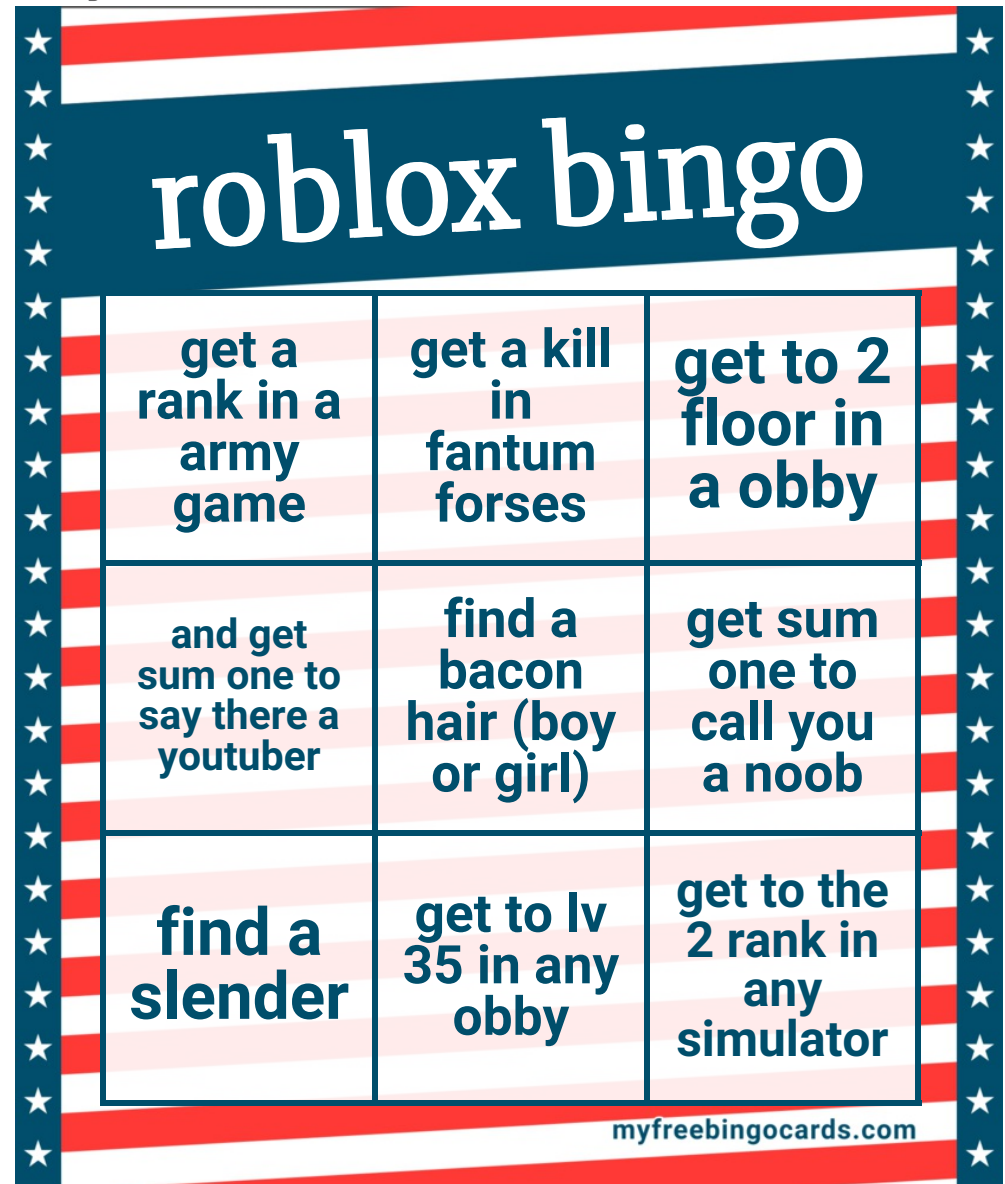 roblox bingo
get a
rank in a
army
game
get a kill
in
fantum
forses
get to 2
floor in
a obby
and get
sum one to
say there a
youtuber
find a
bacon
hair (boy
or girl)
get sum
one to
call you
a noob
find a
slender
get to lv
35 in any
obby
get to the
2 rank in
any
simulator
myfreebingocards.com